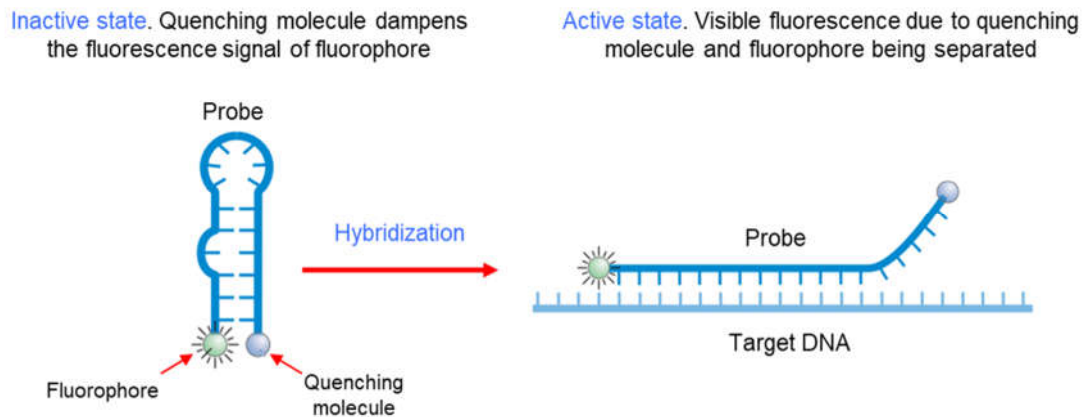 Inactive state. Quenching molecule dampens
the fluorescence signal of fluorophore
Active state. Visible fluorescence due to quenching
molecule and fluorophore being separated
Probe
Hybridization
Probe
Target DNA
Fluorophore
Quenching
molecule